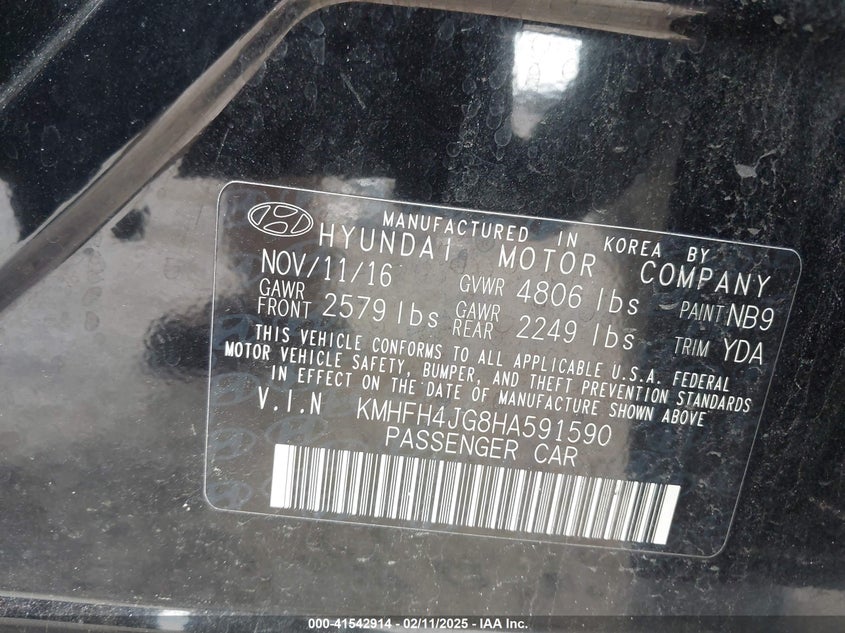 MANUFACTURED IN KOREA BY
HYUNDAI MOTOR COMPANY
NOV/11/16 GVWR 4806 lbs PAINT NB9
GAWR FRONT 2579 lbs GAWR REAR 2249 lbs TRIM YDA
THIS VEHICLE CONFORMS TO ALL APPLICABLE U.S.A. FEDERAL
MOTOR VEHICLE SAFETY, BUMPER, AND THEFT PREVENTION STANDARDS
IN EFFECT ON THE DATE OF MANUFACTURE SHOWN ABOVE
V.I.N KMHFH4JG8HA591590
PASSENGER CAR
000-41542914 - 02/11/2025 - IAA Inc.